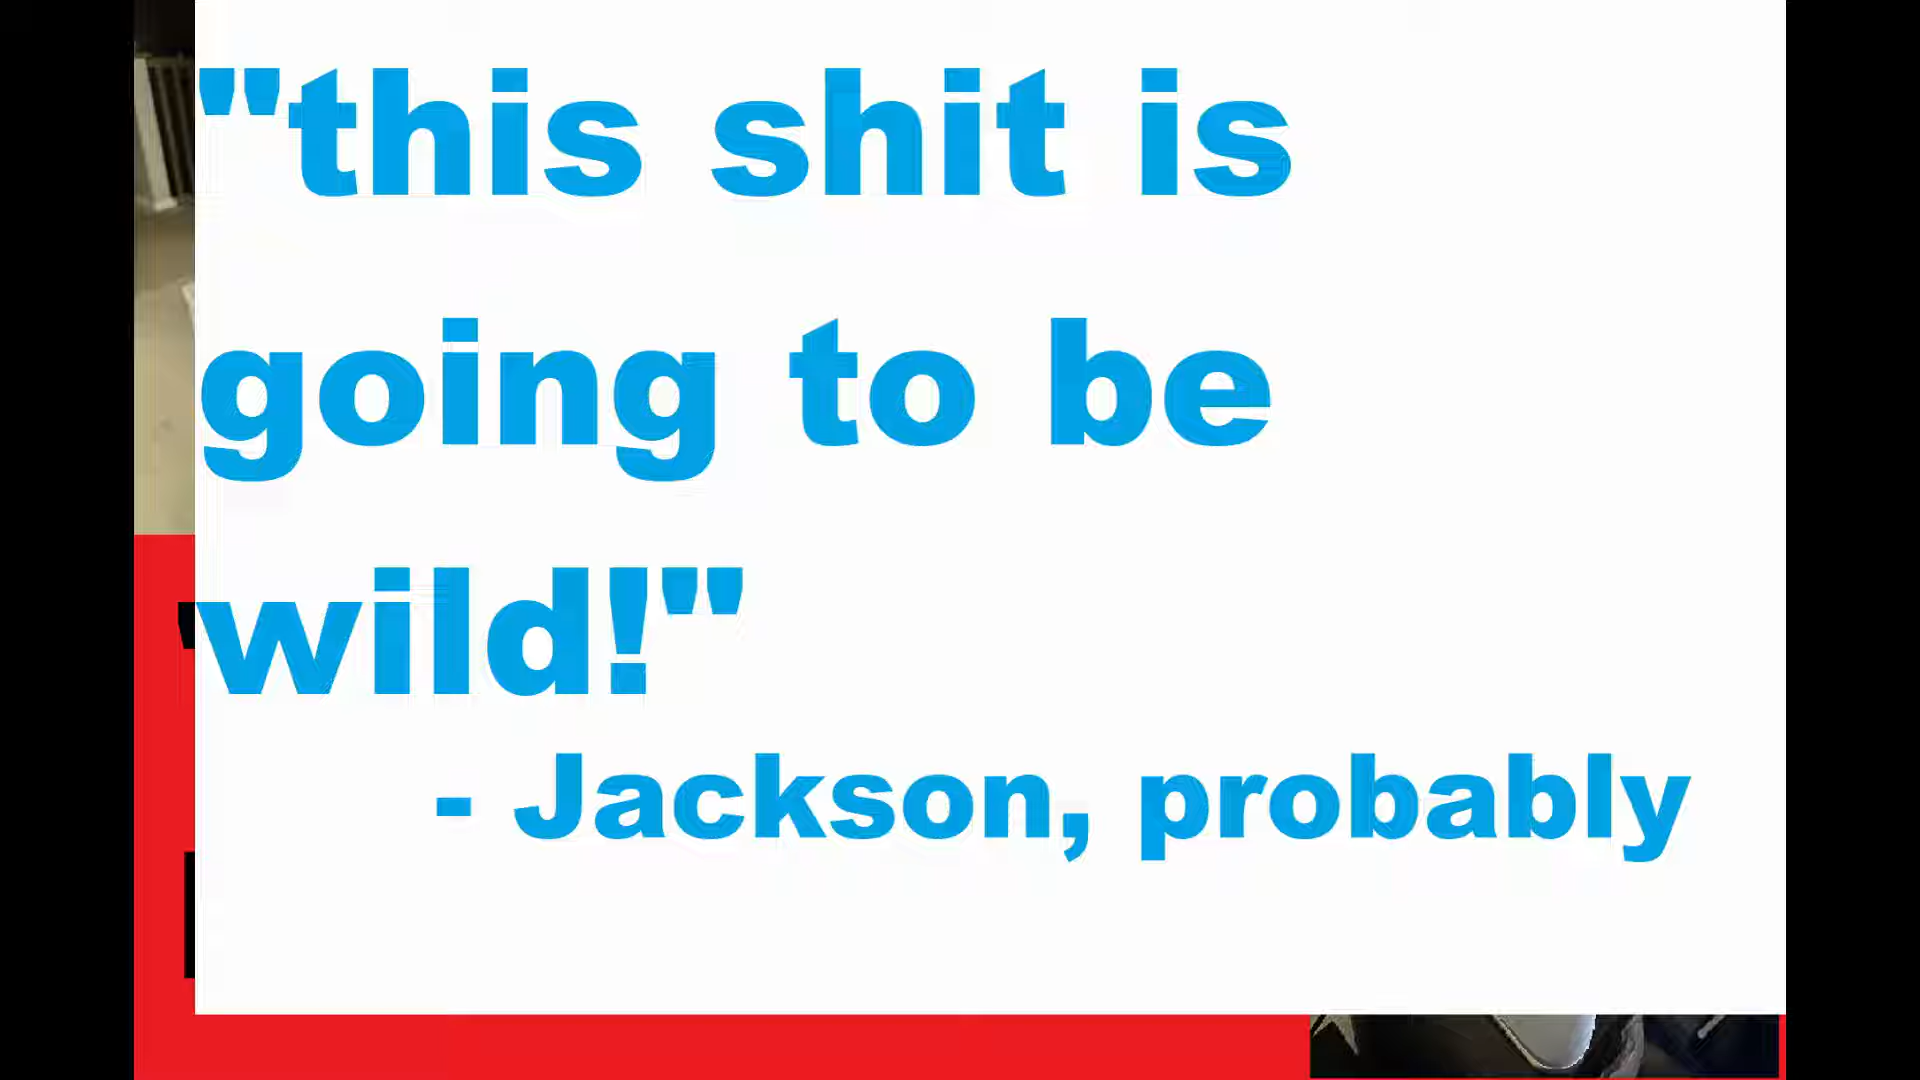 "this shit is
going to be
wild!"
- Jackson, probably